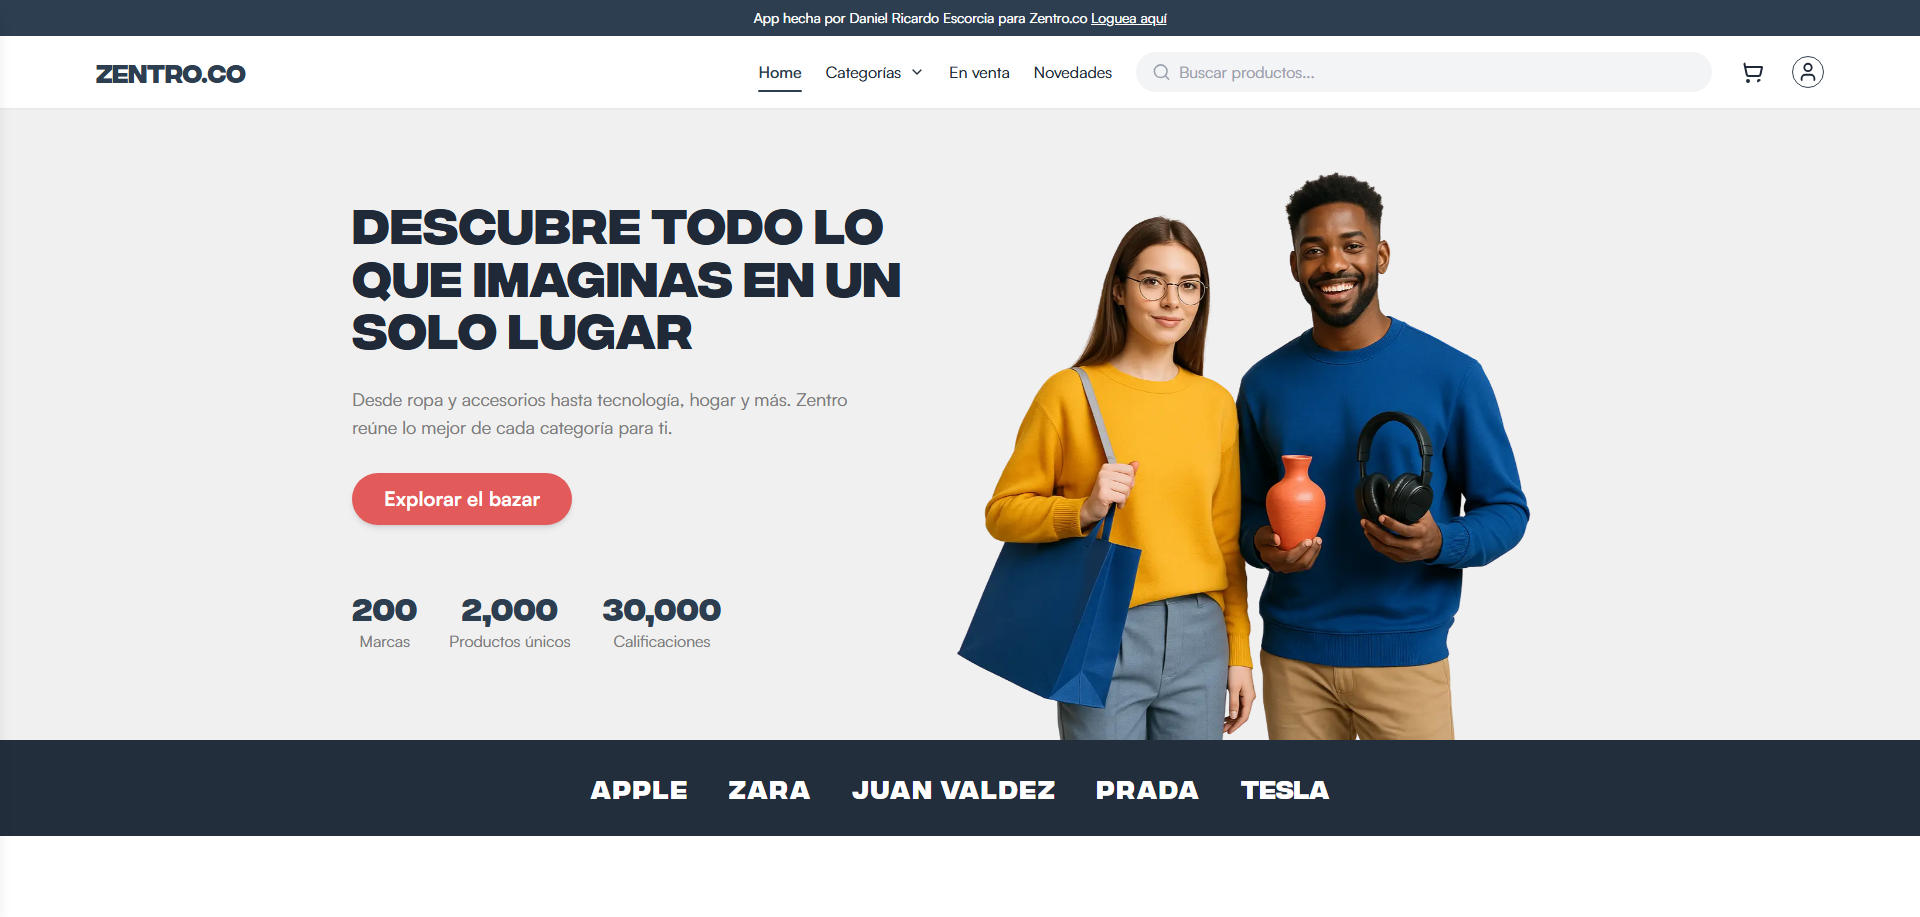 App hecha por Daniel Ricardo Escorcia para Zentro.co Loguea aquí
ZENTRO.CO
Home
Categorías
En venta
Novedades
Buscar productos...
DESCUBRE TODO LO
QUE IMAGINAS EN UN
SOLO LUGAR
Desde ropa y accesorios hasta tecnología, hogar y más. Zentro
reúne lo mejor de cada categoría para ti.
Explorar el bazar
200
Marcas
2,000
Productos únicos
30,000
Calificaciones
APPLE
ZARA
JUAN VALDEZ
PRADA
TESLA